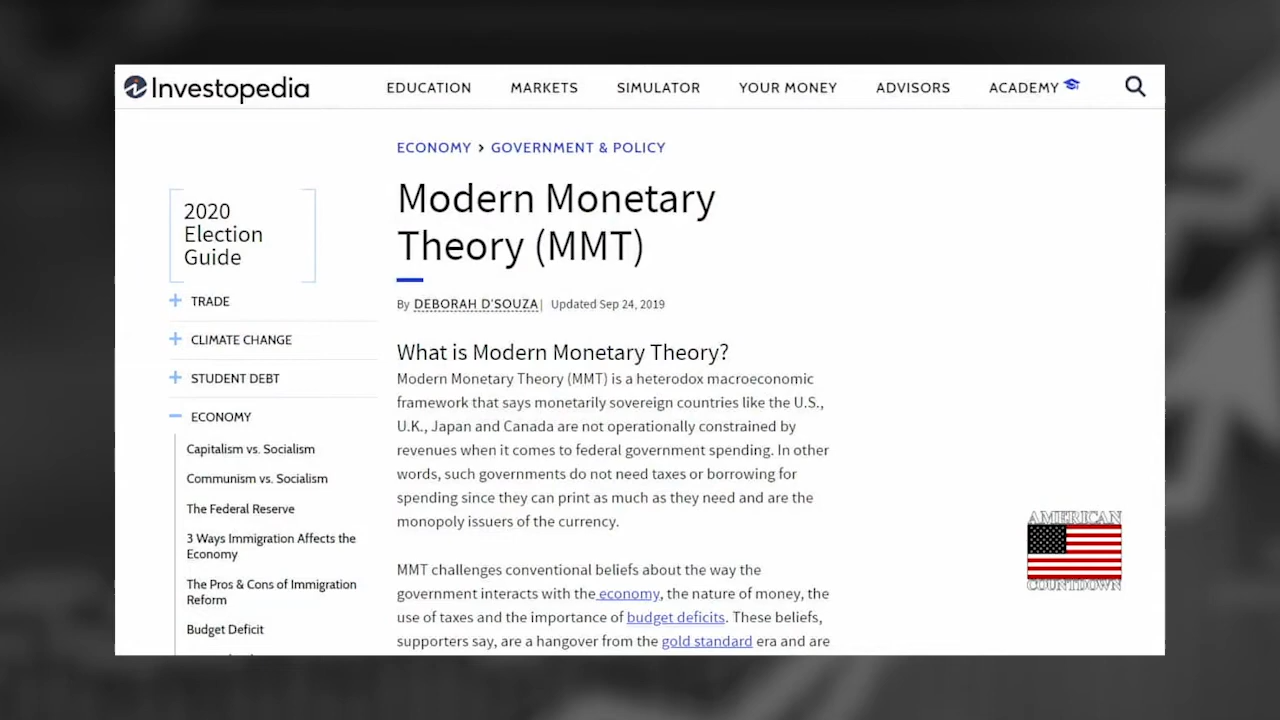 Investopedia
EDUCATION
MARKETS
SIMULATOR
YOUR MONEY
ADVISORS
ACADEMY
ECONOMY > GOVERNMENT & POLICY
2020
Election
Guide
+ TRADE
+ CLIMATE CHANGE
+ STUDENT DEBT
− ECONOMY
Capitalism vs. Socialism
Communism vs. Socialism
The Federal Reserve
3 Ways Immigration Affects the
Economy
The Pros & Cons of Immigration
Reform
Budget Deficit
Modern Monetary
Theory (MMT)
By DEBORAH D'SOUZA | Updated Sep 24, 2019
What is Modern Monetary Theory?
Modern Monetary Theory (MMT) is a heterodox macroeconomic
framework that says monetarily sovereign countries like the U.S.,
U.K., Japan and Canada are not operationally constrained by
revenues when it comes to federal government spending. In other
words, such governments do not need taxes or borrowing for
spending since they can print as much as they need and are the
monopoly issuers of the currency.
MMT challenges conventional beliefs about the way the
government interacts with the economy, the nature of money, the
use of taxes and the importance of budget deficits. These beliefs,
supporters say, are a hangover from the gold standard era and are
AMERICAN
COUNTDOWN